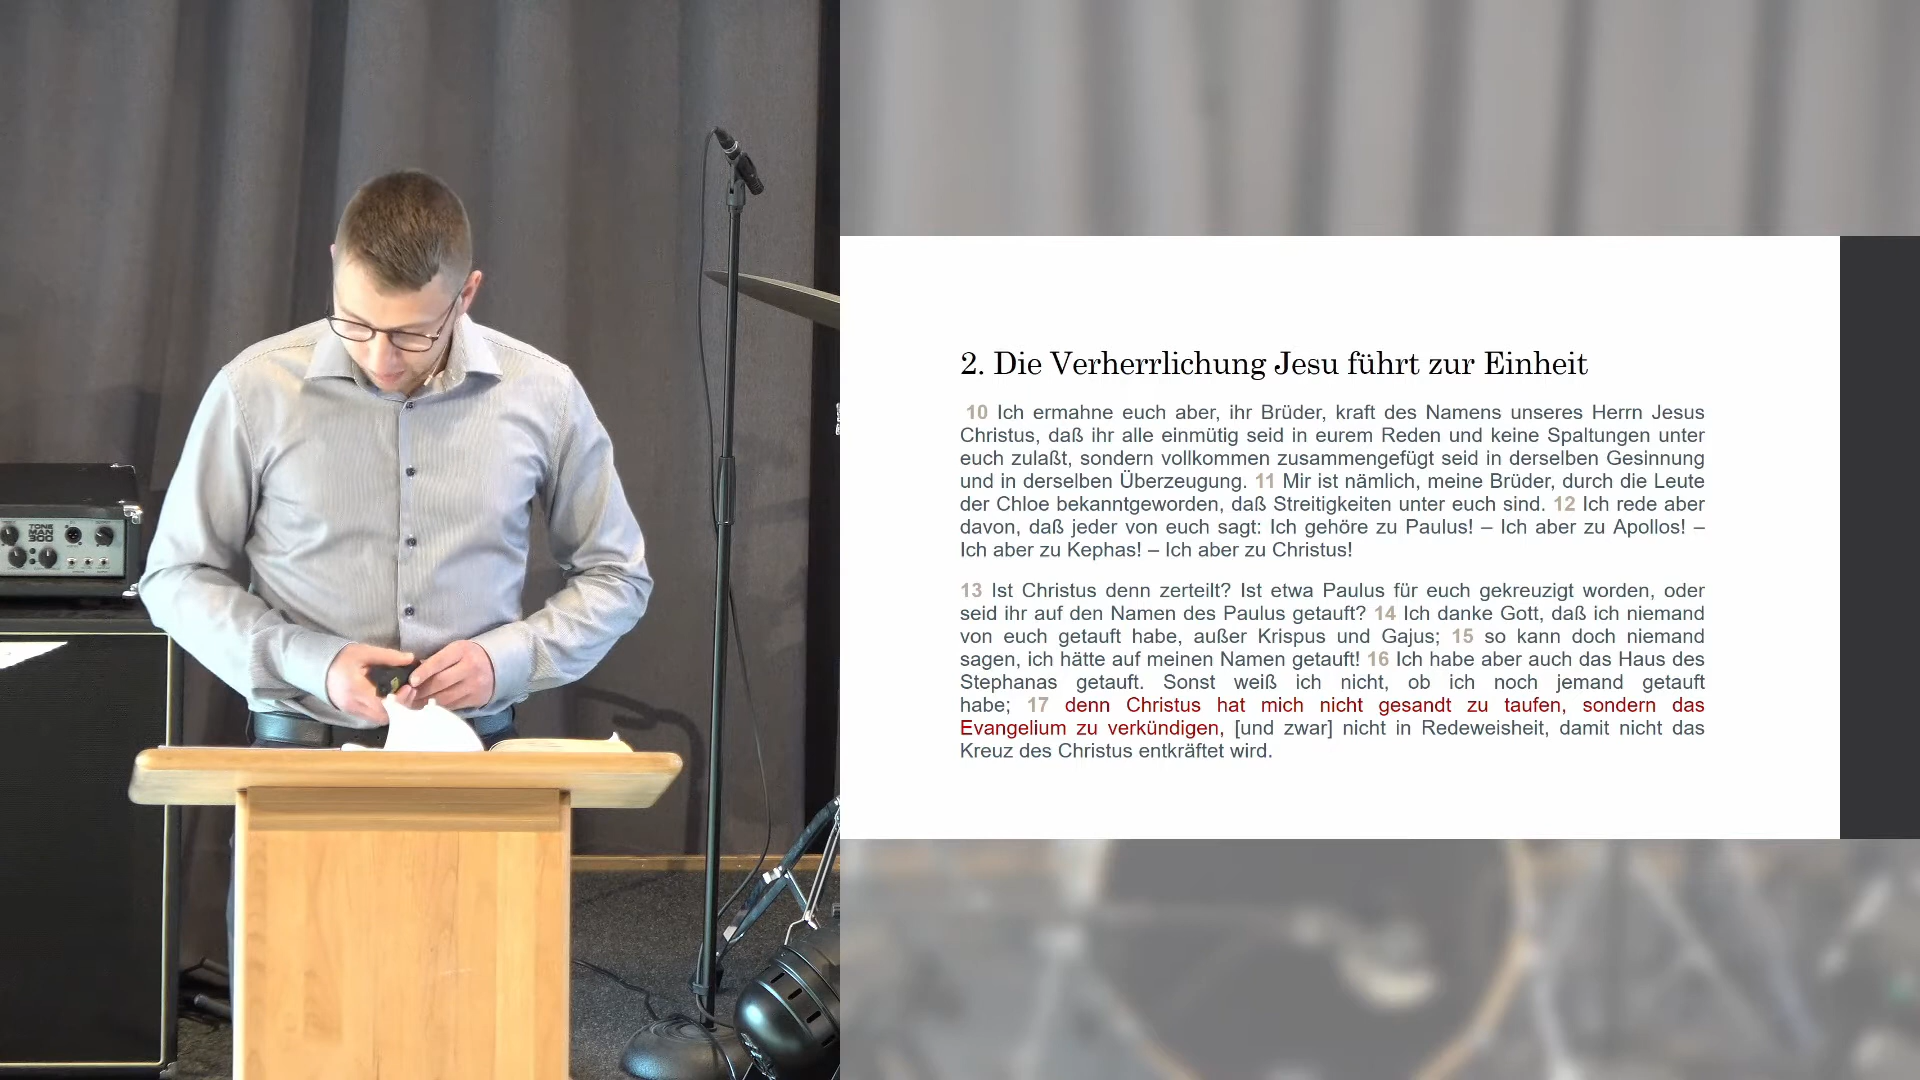 TONE
MAN
300
2. Die Verherrlichung Jesu führt zur Einheit
10 Ich ermahne euch aber, ihr Brüder, kraft des Namens unseres Herrn Jesus
Christus, daß ihr alle einmütig seid in eurem Reden und keine Spaltungen unter
euch zulaßt, sondern vollkommen zusammengefügt seid in derselben Gesinnung
und in derselben Überzeugung. 11 Mir ist nämlich, meine Brüder, durch die Leute
der Chloe bekanntgeworden, daß Streitigkeiten unter euch sind. 12 Ich rede aber
davon, daß jeder von euch sagt: Ich gehöre zu Paulus! – Ich aber zu Apollos! –
Ich aber zu Kephas! – Ich aber zu Christus!
13 Ist Christus denn zerteilt? Ist etwa Paulus für euch gekreuzigt worden, oder
seid ihr auf den Namen des Paulus getauft? 14 Ich danke Gott, daß ich niemand
von euch getauft habe, außer Krispus und Gajus; 15 so kann doch niemand
sagen, ich hätte auf meinen Namen getauft! 16 Ich habe aber auch das Haus des
Stephanas getauft. Sonst weiß ich nicht, ob ich noch jemand getauft
habe; 17 denn Christus hat mich nicht gesandt zu taufen, sondern das
Evangelium zu verkündigen, [und zwar] nicht in Redeweisheit, damit nicht das
Kreuz des Christus entkräftet wird.